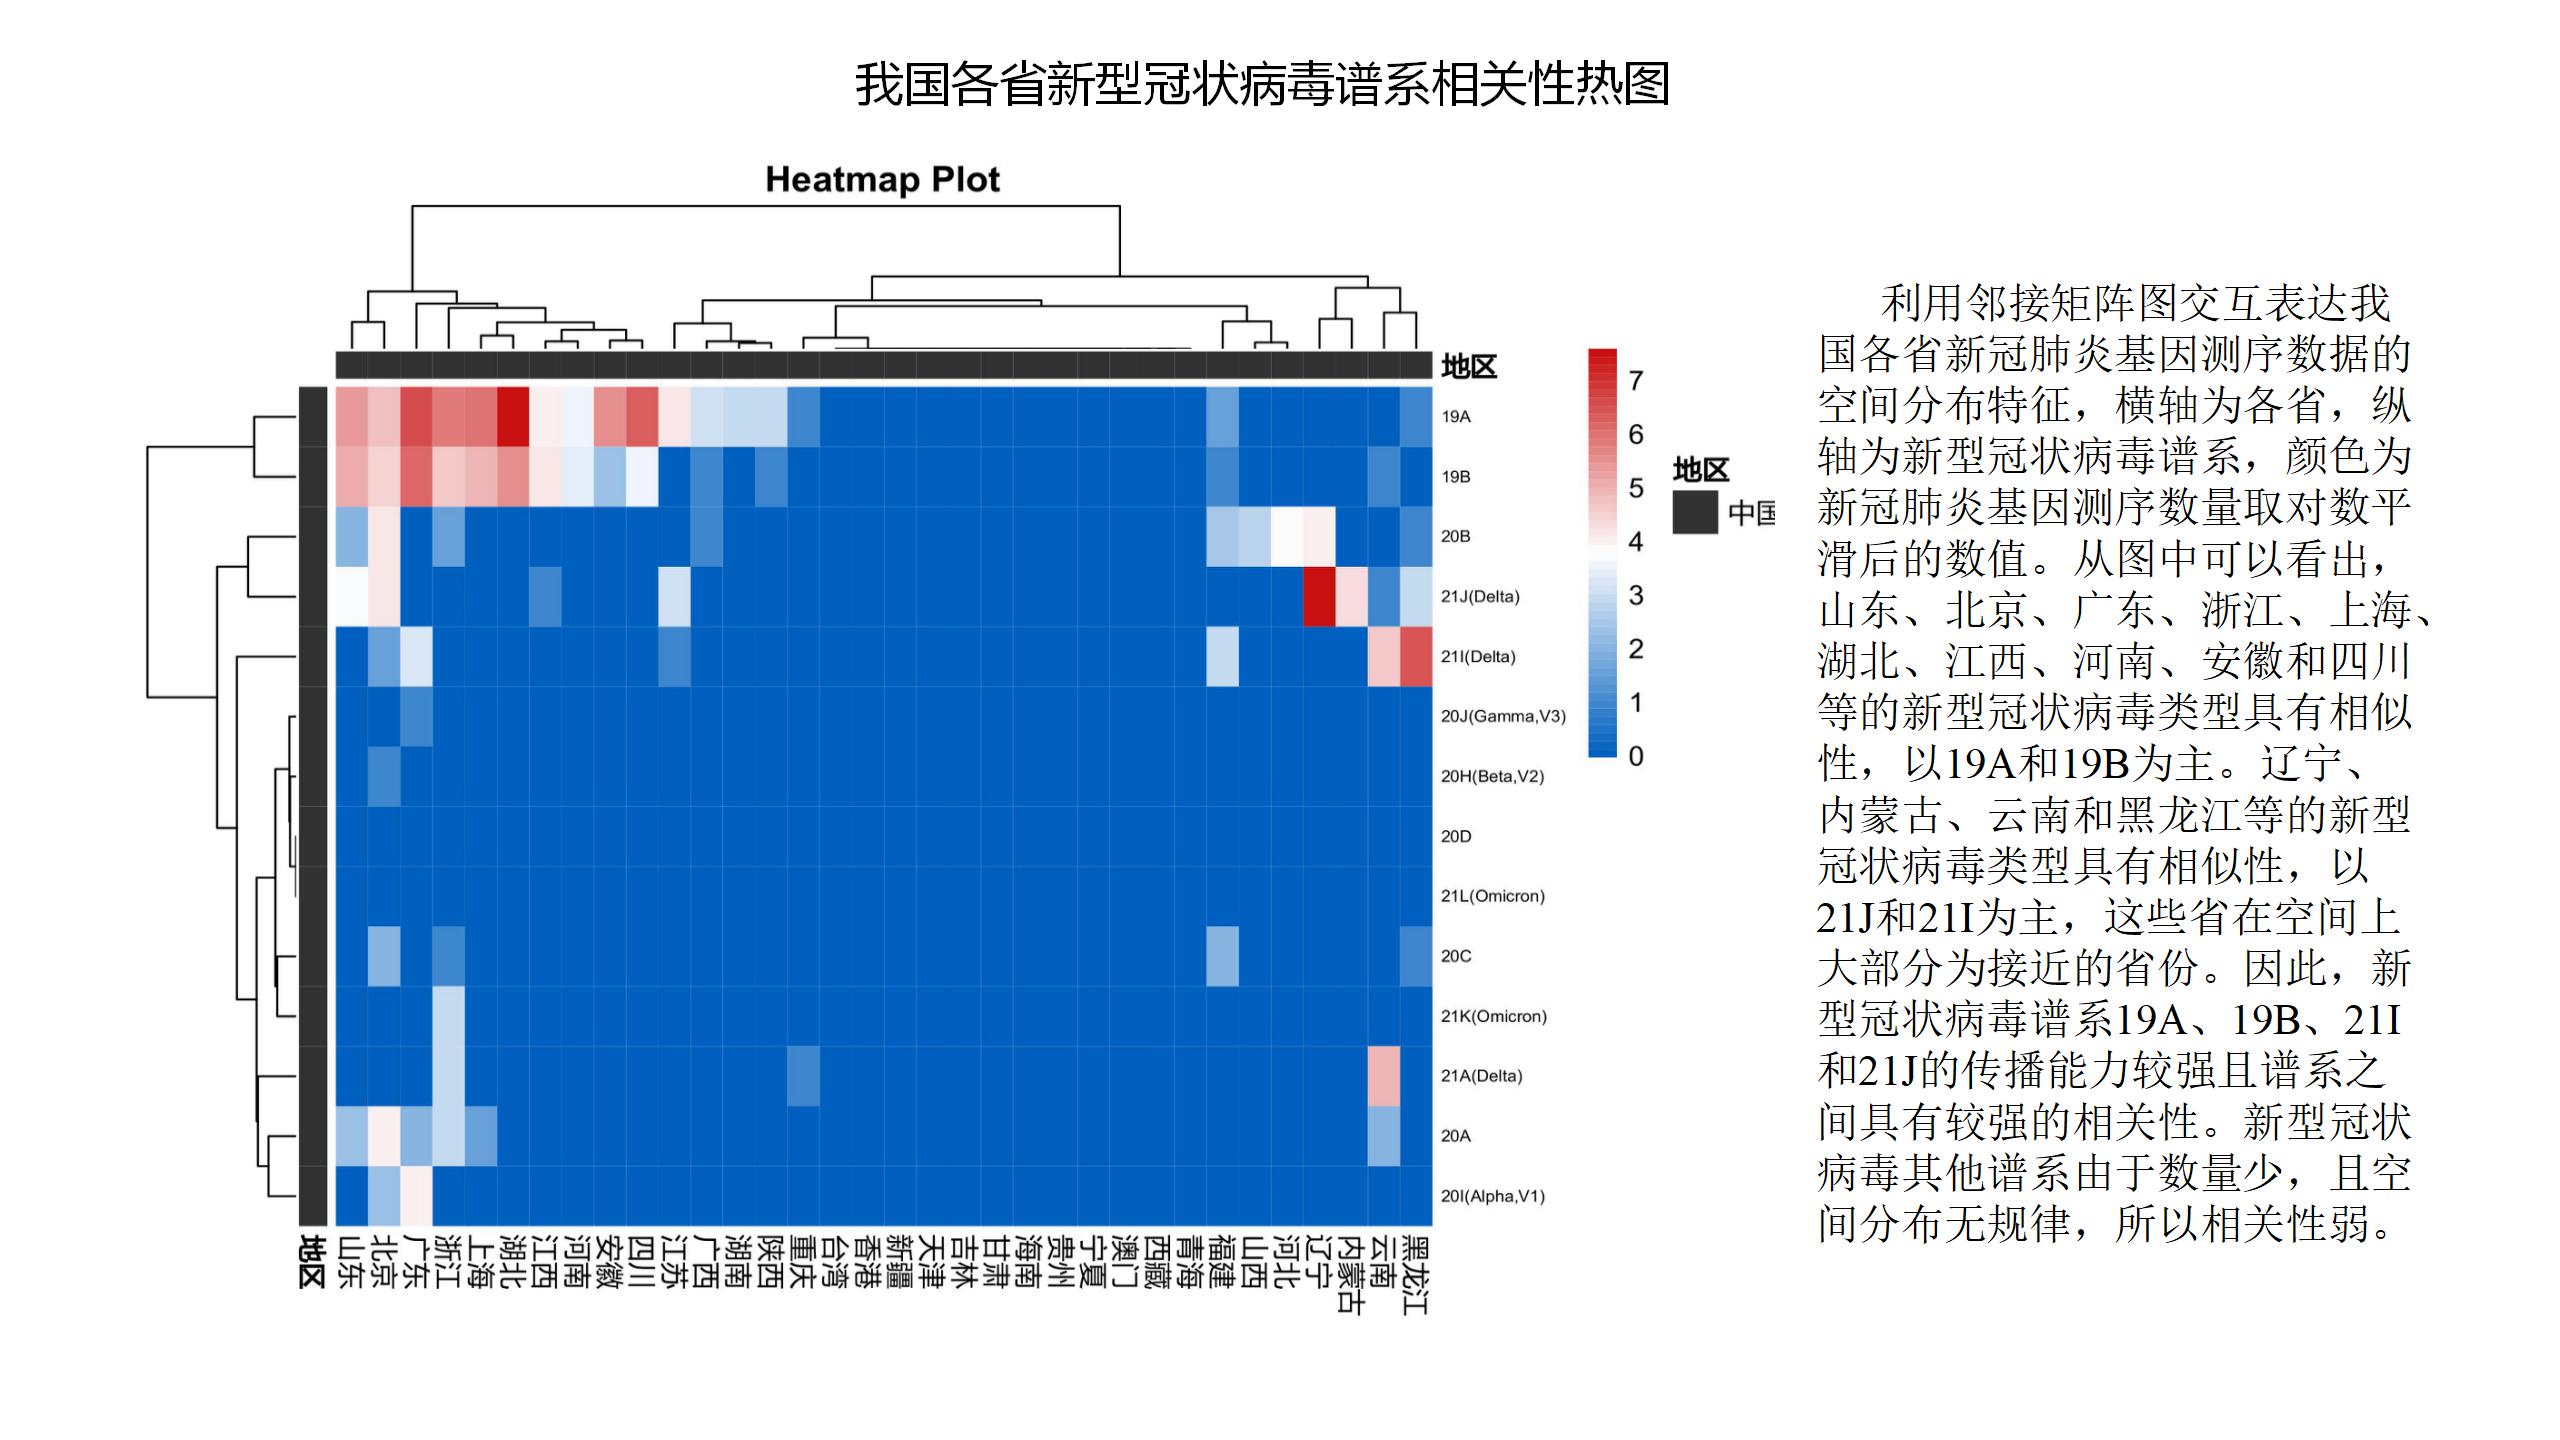 我国各省新型冠状病毒谱系相关性热图
Heatmap Plot
地区
19A
19B
20B
21J(Delta)
21I(Delta)
20J(Gamma,V3)
20H(Beta,V2)
20D
21L(Omicron)
20C
21K(Omicron)
21A(Delta)
20A
20I(Alpha,V1)
地区
山东
北京
广东
浙江
上海
湖北
江西
河南
安徽
四川
江苏
广西
湖南
陕西
重庆
台湾
香港
新疆
天津
吉林
甘肃
海南
贵州
宁夏
澳门
西藏
青海
福建
山西
河北
辽宁
内蒙古
云南
黑龙江
7
6
5
4
3
2
1
0
地区
中国
利用邻接矩阵图交互表达我
国各省新冠肺炎基因测序数据的
空间分布特征，横轴为各省，纵
轴为新型冠状病毒谱系，颜色为
新冠肺炎基因测序数量取对数平
滑后的数值。从图中可以看出，
山东、北京、广东、浙江、上海、
湖北、江西、河南、安徽和四川
等的新型冠状病毒类型具有相似
性，以19A和19B为主。辽宁、
内蒙古、云南和黑龙江等的新型
冠状病毒类型具有相似性，以
21J和21I为主，这些省在空间上
大部分为接近的省份。因此，新
型冠状病毒谱系19A、19B、21I
和21J的传播能力较强且谱系之
间具有较强的相关性。新型冠状
病毒其他谱系由于数量少，且空
间分布无规律，所以相关性弱。